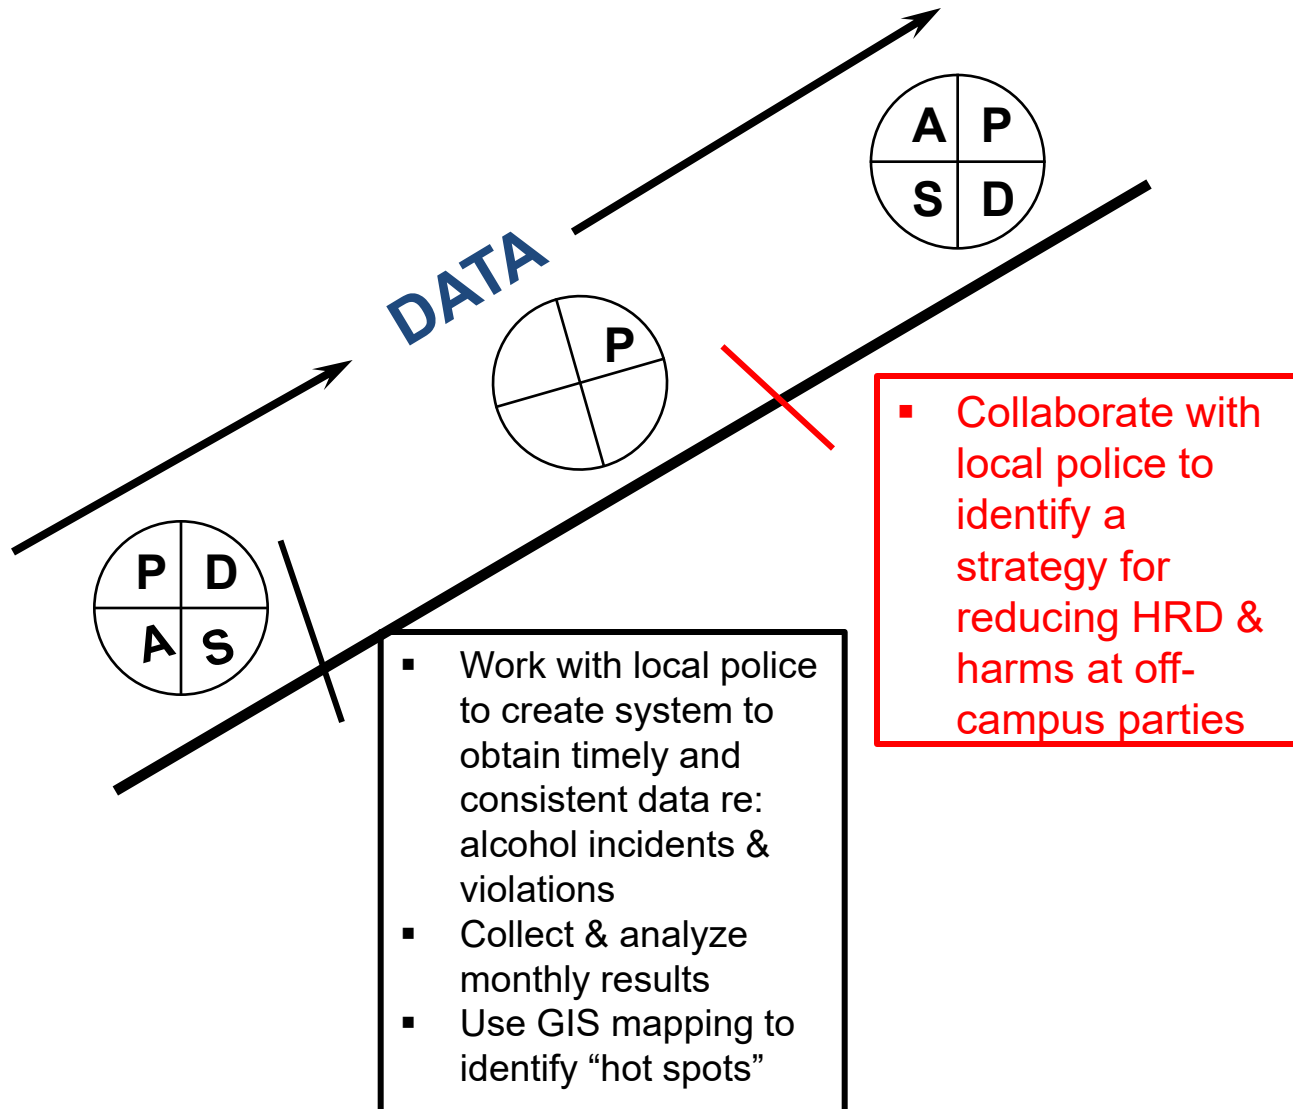 A P
S D
DATA
P
P D
A S
▪ Collaborate with
local police to
identify a
strategy for
reducing HRD &
harms at off-
campus parties
▪ Work with local police
to create system to
obtain timely and
consistent data re:
alcohol incidents &
violations
▪ Collect & analyze
monthly results
▪ Use GIS mapping to
identify “hot spots”